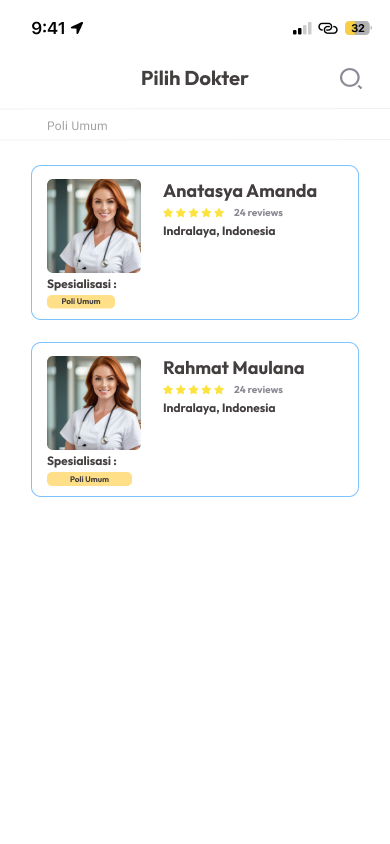 9:41
32
Pilih Dokter
Poli Umum
Anatasya Amanda
24 reviews
Indralaya, Indonesia
Spesialisasi :
Poli Umum
Rahmat Maulana
24 reviews
Indralaya, Indonesia
Spesialisasi :
Poli Umum